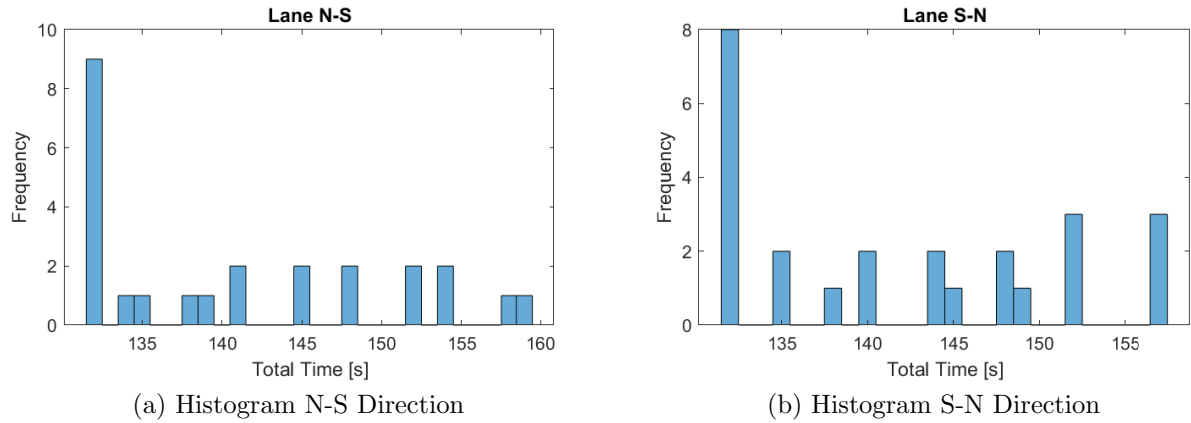 Lane N-S
10
8
6
4
2
0
Frequency
135 140 145 150 155 160
Total Time [s]
(a) Histogram N-S Direction
Lane S-N
8
6
4
2
0
Frequency
135 140 145 150 155
Total Time [s]
(b) Histogram S-N Direction